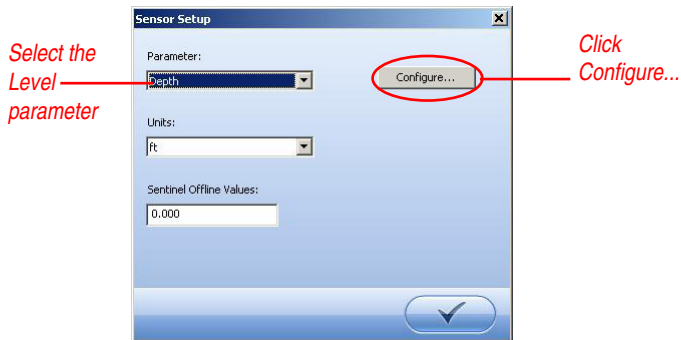 Sensor Setup
Select the
Level
parameter
Parameter:
Depth
Configure...
Click
Configure...
Units:
ft
Sentinel Offline Values:
0.000